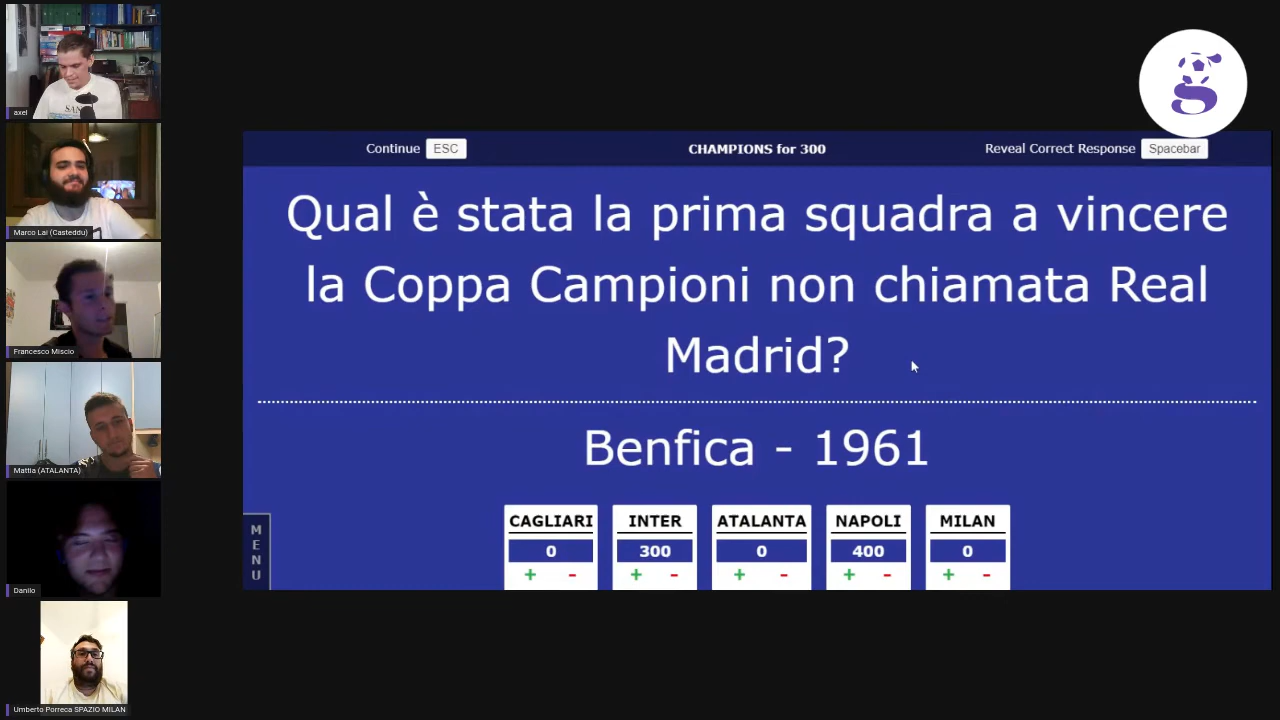 axel
Marco Lai (Casteddu)
Francesco Miscio
Mattia (ATALANTA)
Danilo
Umberto Porreca SPAZIO MILAN
g
Continue ESC
CHAMPIONS for 300
Reveal Correct Response Spacebar
Qual è stata la prima squadra a vincere
la Coppa Campioni non chiamata Real
Madrid?
Benfica - 1961
MENU
CAGLIARI INTER ATALANTA NAPOLI MILAN
0 300 0 400 0
+ - + - + - + - + -